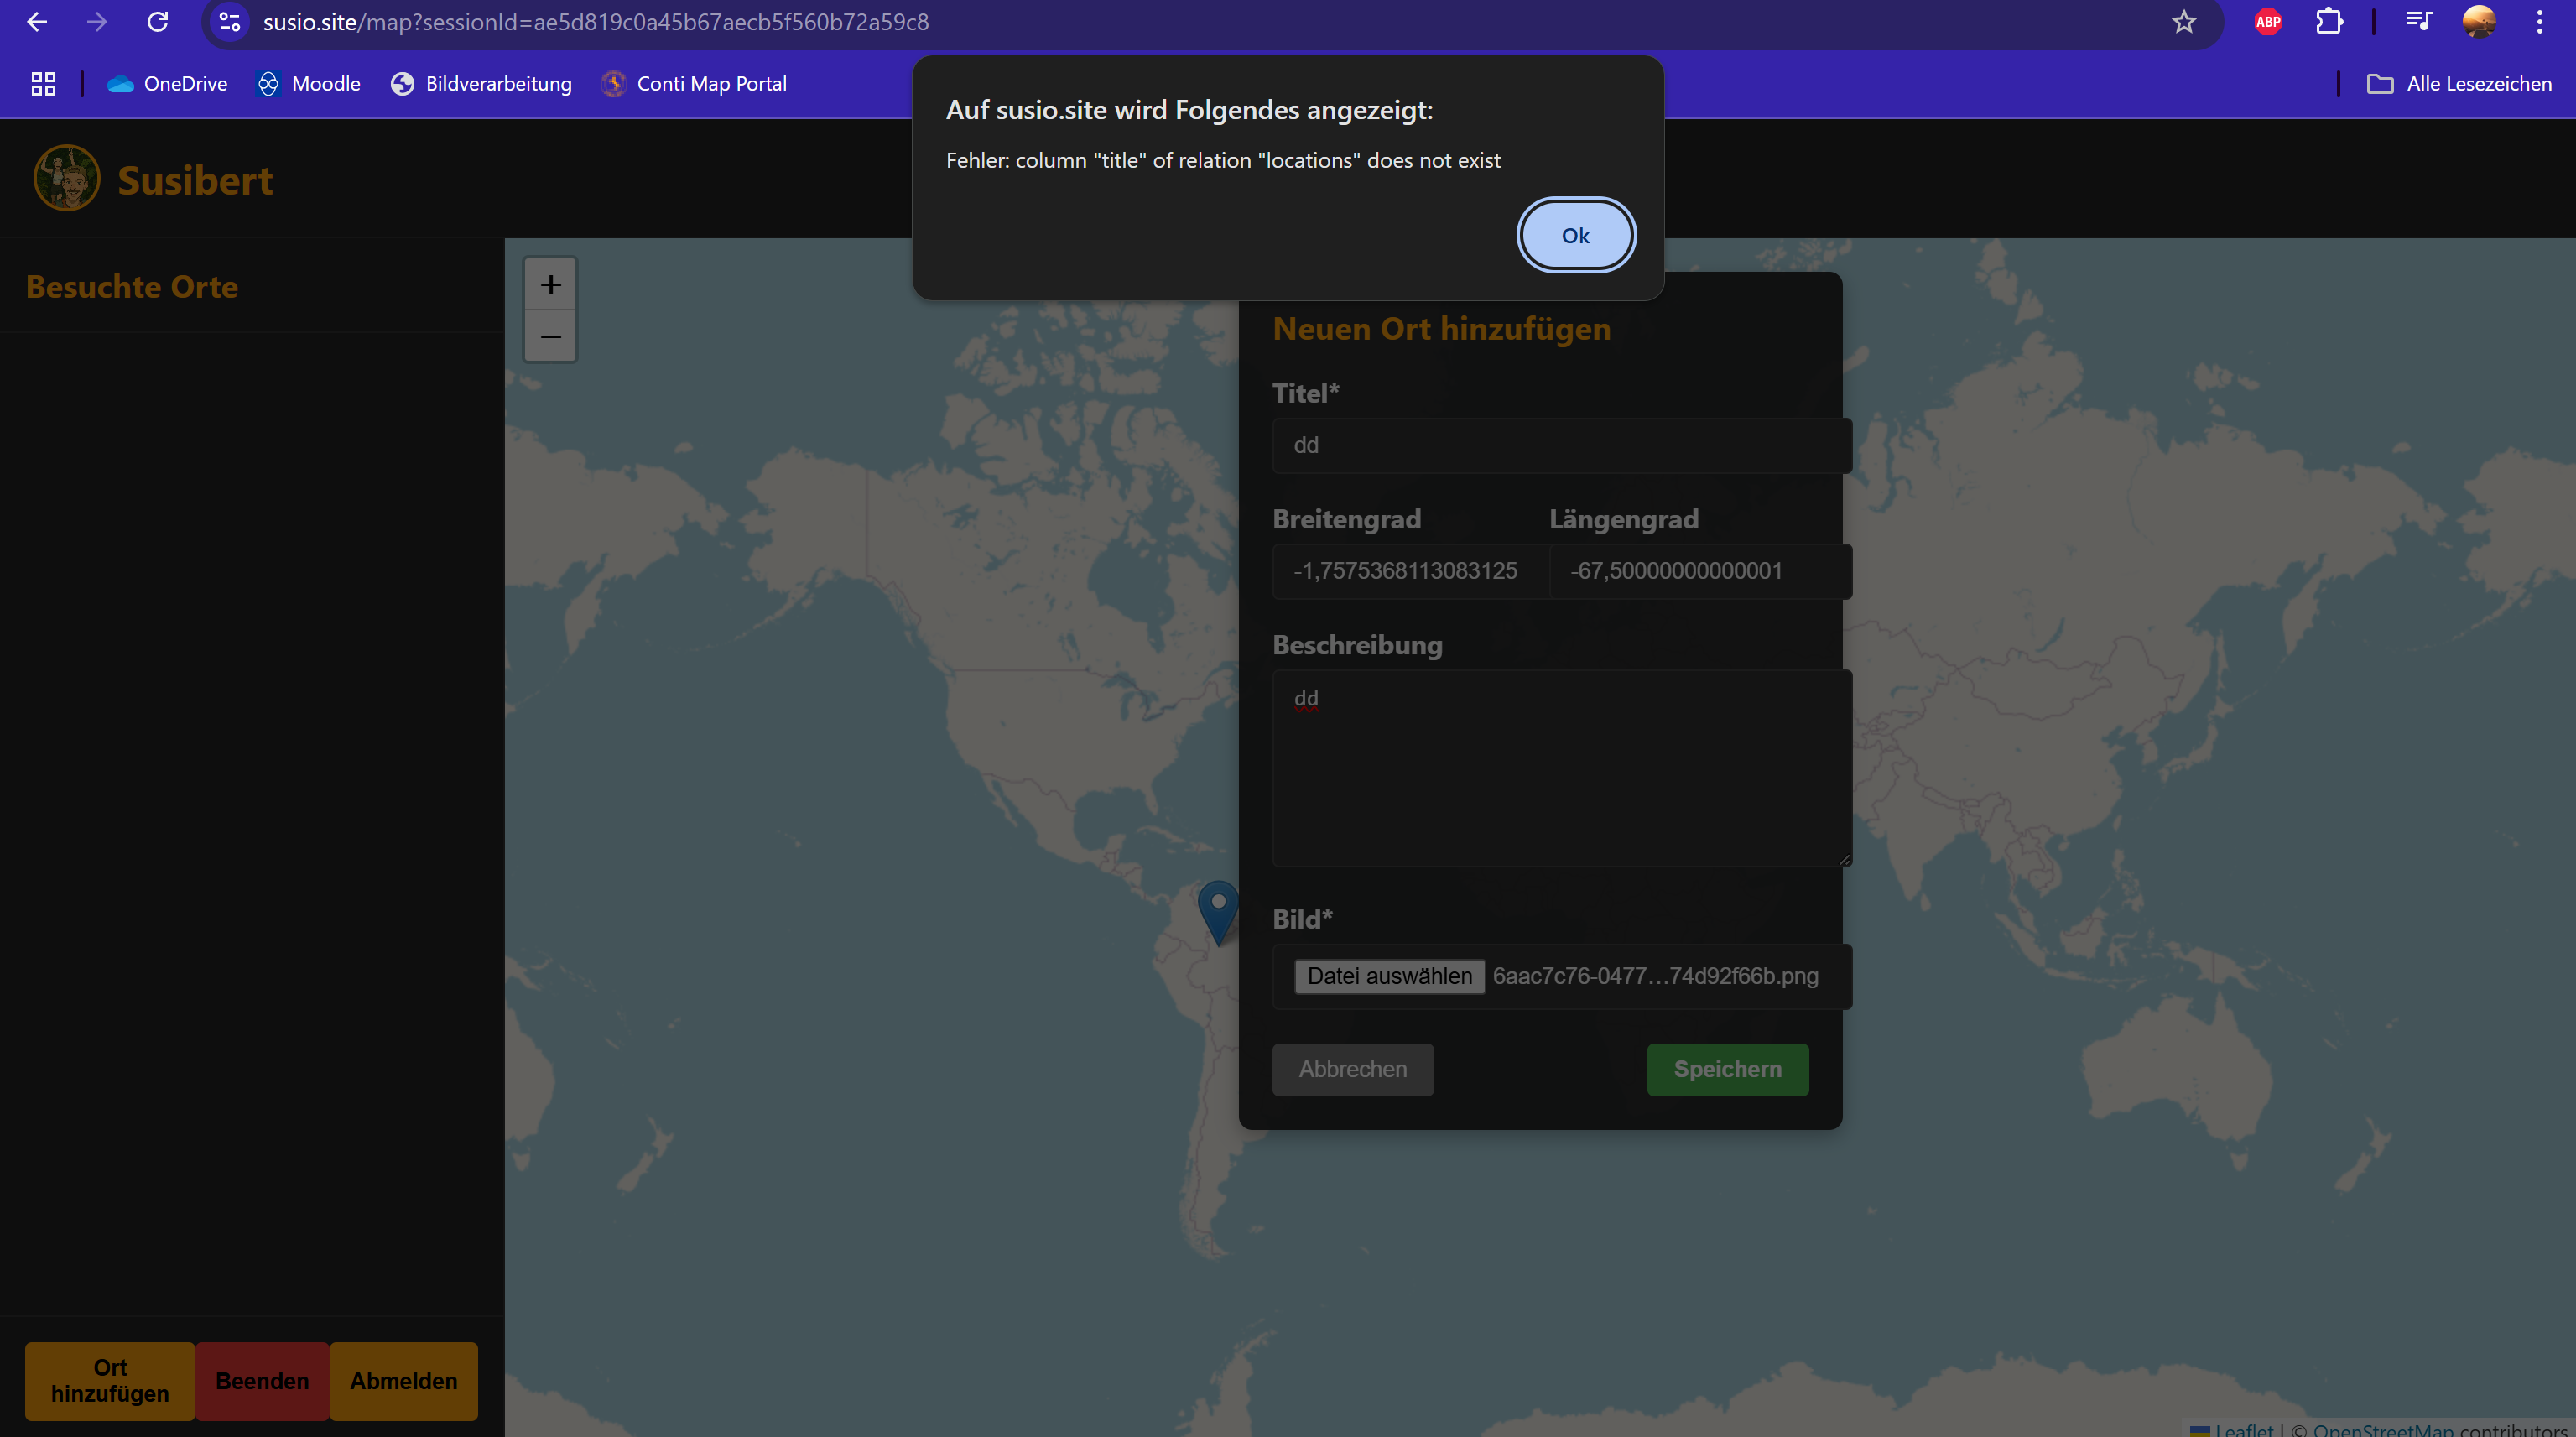 susio.site/map?sessionId=ae5d819c0a45b67aecb5f560b72a59c8
ABP
OneDrive
Moodle
Bildverarbeitung
Conti Map Portal
Alle Lesezeichen
Auf susio.site wird Folgendes angezeigt:
Fehler: column "title" of relation "locations" does not exist
Ok
Susibert
Besuchte Orte
+
−
Neuen Ort hinzufügen
Titel*
dd
Breitengrad Längengrad
-1,7575368113083125 -67,50000000000001
Beschreibung
dd
Bild*
Datei auswählen 6aac7c76-0477…74d92f66b.png
Abbrechen Speichern
Ort
hinzufügen
Beenden
Abmelden
Leaflet | © OpenStreetMap contributors